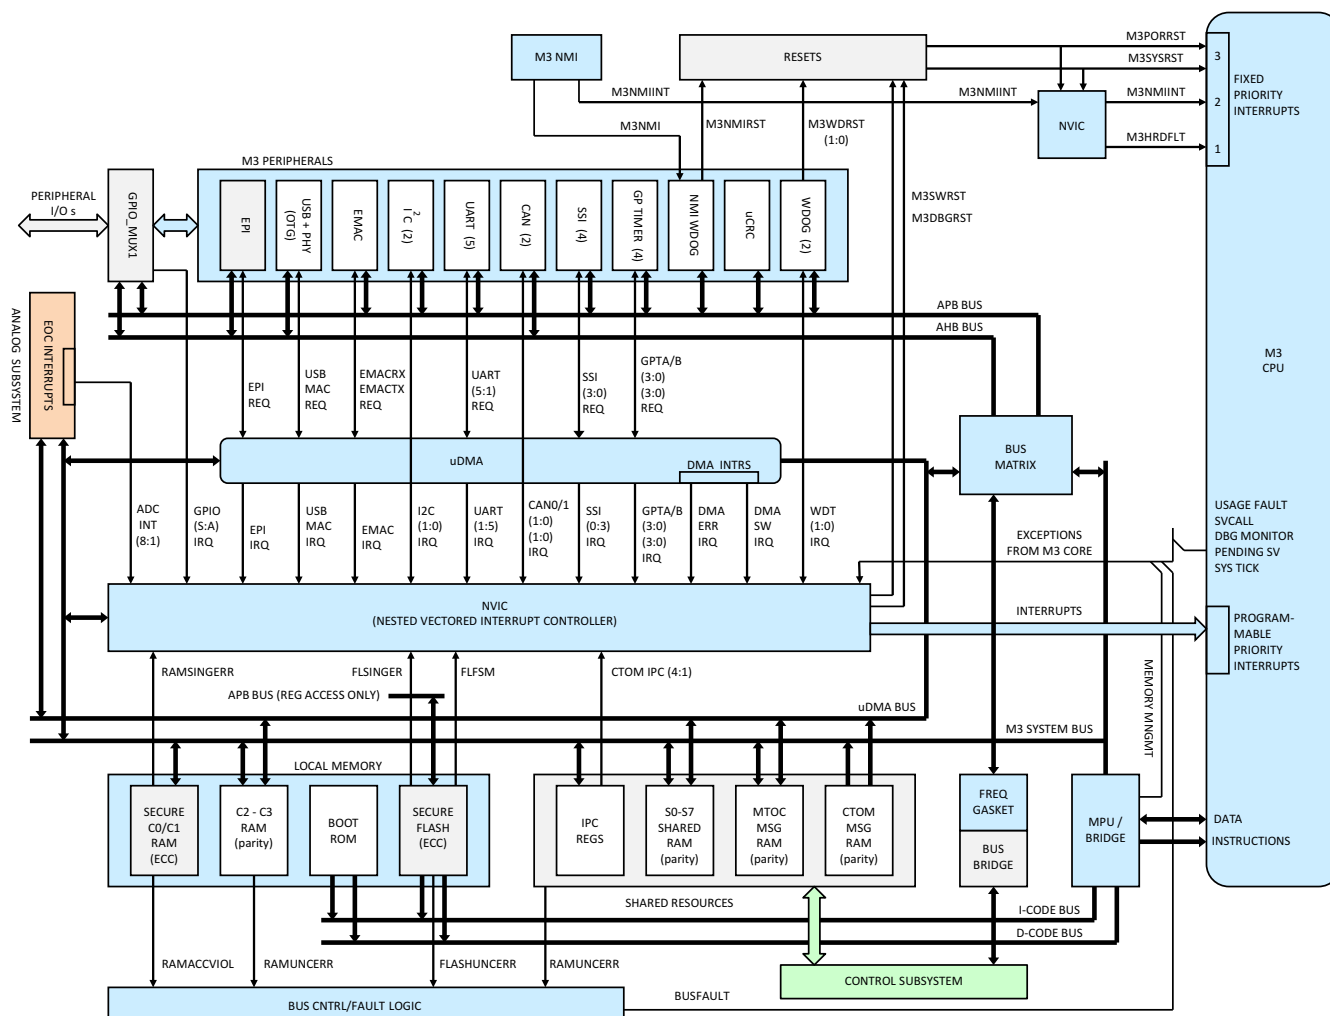 M3 NMI
RESETS
M3PORRST
M3SYSRST
3
FIXED
PRIORITY
INTERRUPTS
M3NMIINT
M3NMIINT
M3NMIINT
2
NVIC
M3NMI
M3NMIRST
M3WDRST
(1:0)
M3HRDFLT
1
M3 PERIPHERALS
PERIPHERAL
I/O s
GPIO_MUX1
EPI
USB + PHY
(OTG)
EMAC
I2C (2)
UART (5)
CAN (2)
SSI (4)
GP TIMER (4)
NMI WDOG
uCRC
WDOG (2)
M3SWRST
M3DBGRST
APB BUS
AHB BUS
ANALOG SUBSYSTEM
EOC INTERRUPTS
M3
CPU
EPI
REQ
USB
MAC
REQ
EMACRX
EMACTX
REQ
UART
(5:1)
REQ
SSI
(3:0)
REQ
GPTA/B
(3:0)
(3:0)
REQ
BUS
MATRIX
uDMA
DMA INTRS
ADC
INT
(8:1)
GPIO
(S:A)
IRQ
EPI
IRQ
USB
MAC
IRQ
EMAC
IRQ
I2C
(1:0)
IRQ
UART
(1:5)
IRQ
CAN0/1
(1:0)
(1:0)
IRQ
SSI
(0:3)
IRQ
GPTA/B
(3:0)
(3:0)
IRQ
DMA
ERR
IRQ
DMA
SW
IRQ
WDT
(1:0)
IRQ
EXCEPTIONS
FROM M3 CORE
USAGE FAULT
SVCALL
DBG MONITOR
PENDING SV
SYS TICK
NVIC
(NESTED VECTORED INTERRUPT CONTROLLER)
INTERRUPTS
PROGRAM-
MABLE
PRIORITY
INTERRUPTS
RAMSINGERR
FLSINGER
FLFSM
CTOM IPC (4:1)
MEMORY MNGMT
APB BUS (REG ACCESS ONLY)
uDMA BUS
M3 SYSTEM BUS
LOCAL MEMORY
SECURE
C0/C1
RAM
(ECC)
C2 - C3
RAM
(parity)
BOOT
ROM
SECURE
FLASH
(ECC)
IPC
REGS
S0-S7
SHARED
RAM
(parity)
MTOC
MSG
RAM
(parity)
CTOM
MSG
RAM
(parity)
FREQ
GASKET
BUS
BRIDGE
MPU /
BRIDGE
DATA
INSTRUCTIONS
SHARED RESOURCES
I-CODE BUS
D-CODE BUS
RAMACCVIOL
RAMUNCERR
FLASHUNCERR
RAMUNCERR
CONTROL SUBSYSTEM
BUSFAULT
BUS CNTRL/FAULT LOGIC